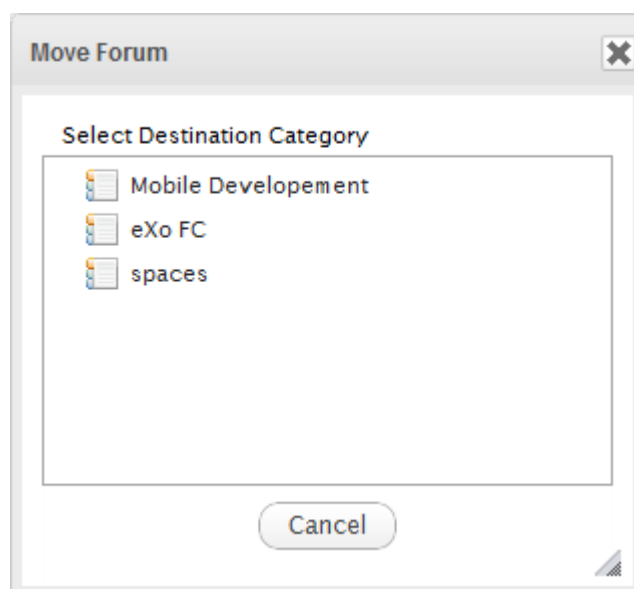 Move Forum
Select Destination Category
Mobile Developement
eXo FC
spaces
Cancel